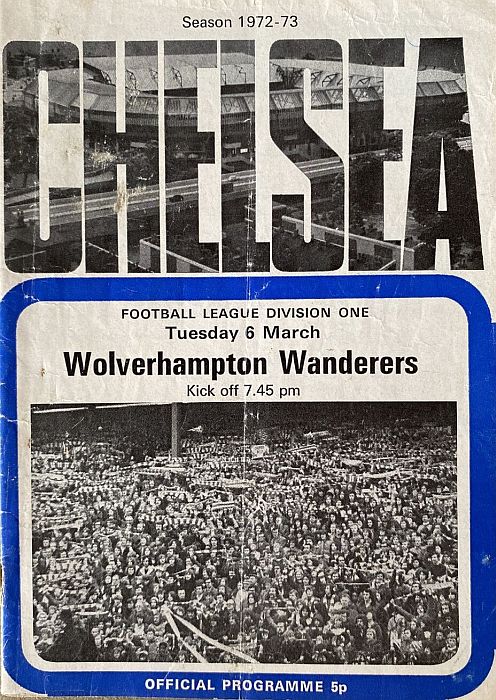 Season 1972-73
CHELSEA
FOOTBALL LEAGUE DIVISION ONE
Tuesday 6 March
Wolverhampton Wanderers
Kick off 7.45 pm
OFFICIAL PROGRAMME 5p